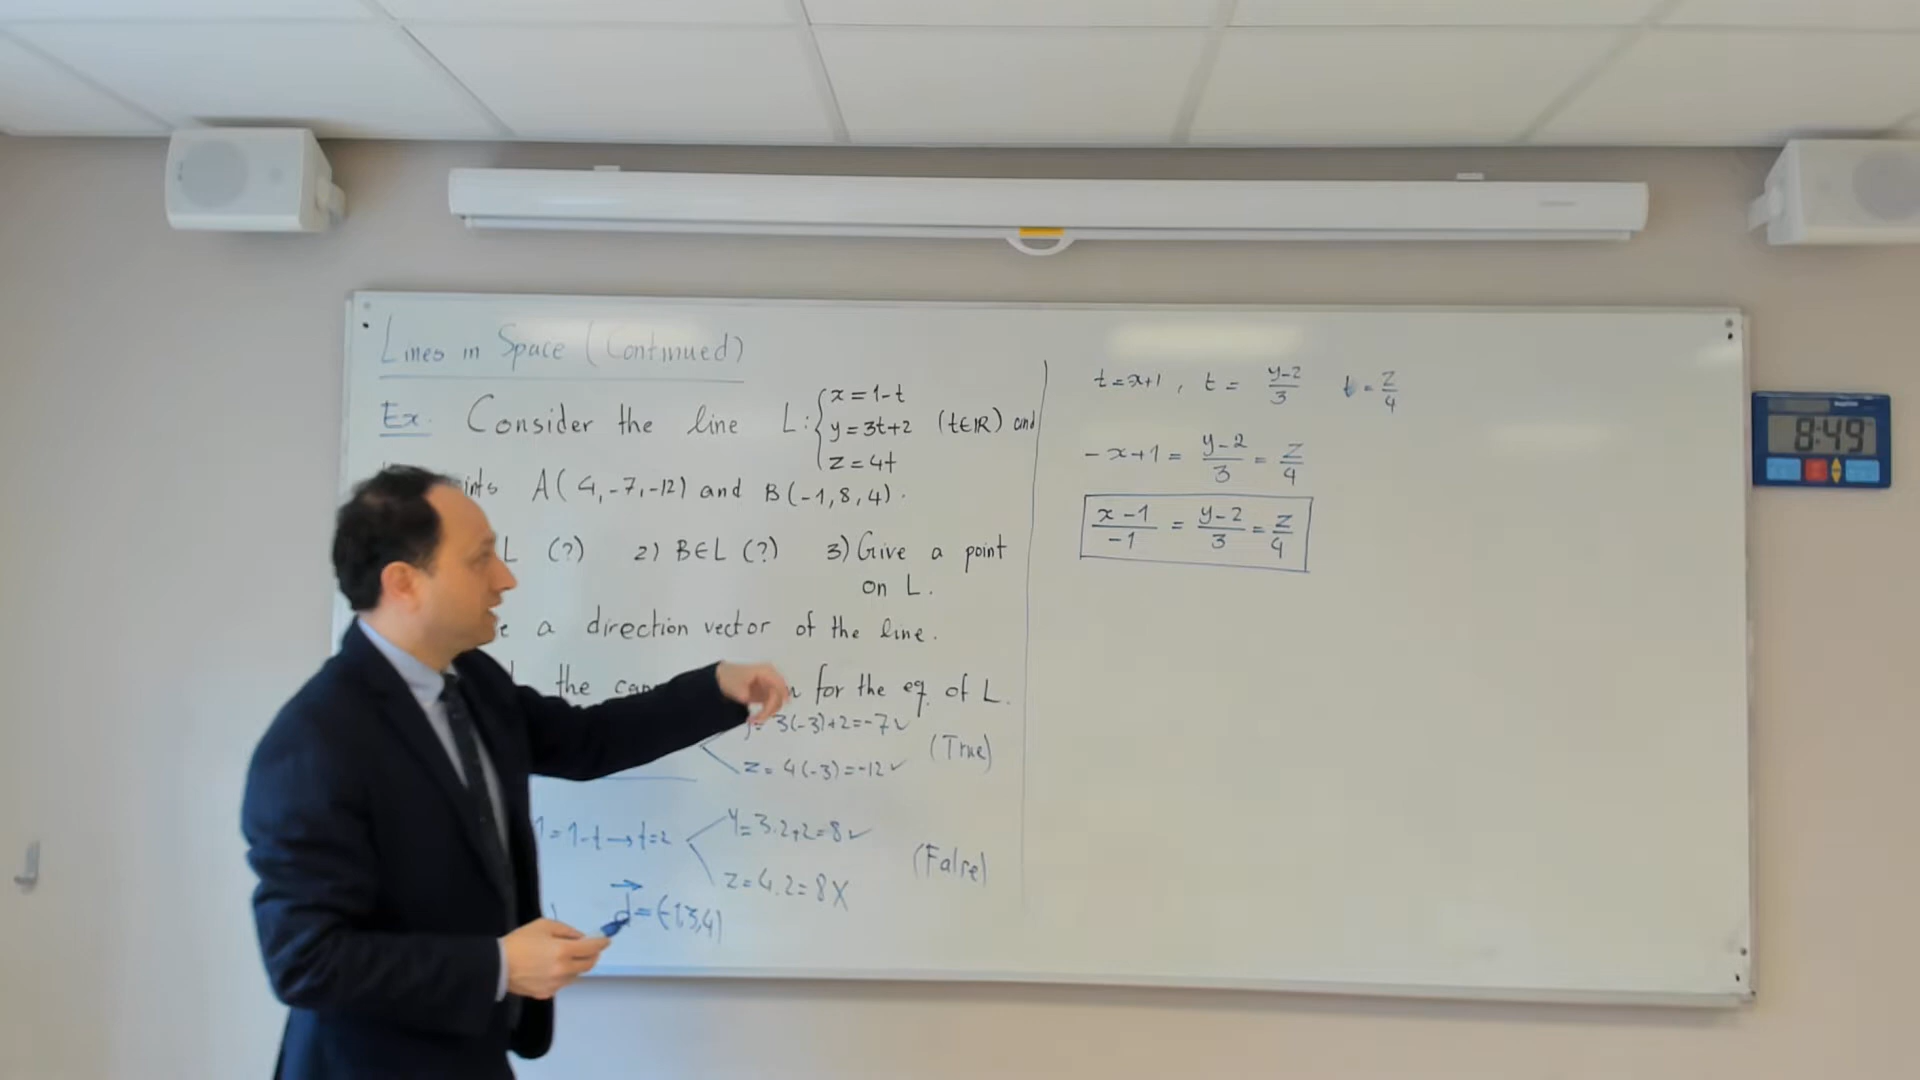 Lines in Space (Continued)
Ex. Consider the line L: { x = 1-t
y = 3t+2 (t∈ℝ) and
z = 4t
ints A(4,-7,-12) and B(-1,8,4).
L (?) 2) B∈L (?) 3) Give a point
on L.
e a direction vector of the line.
the for the eq. of L.
y = 3(-3)+2=-7✓
z = 4(-3)=-12✓ (True)
1=1-t→t=2 y=3.2+2=8✓
z=4.2=8X (False)
d⃗=(-1,3,4)
t=x+1, t = y-2/3 t = z/4
-x+1 = y-2/3 = z/4
x-1/-1 = y-2/3 = z/4
8:49